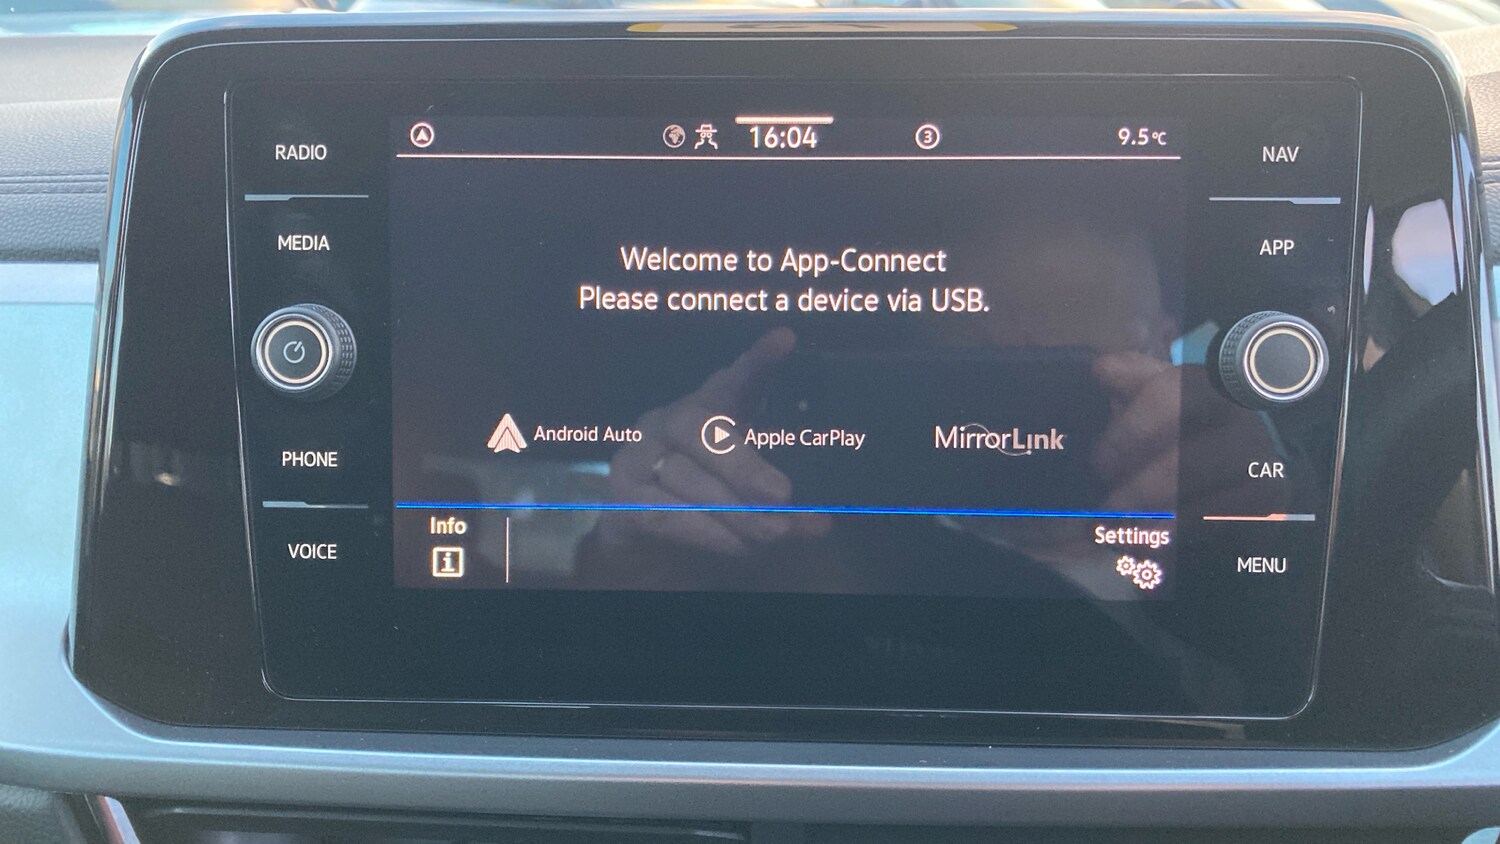 RADIO
MEDIA
PHONE
VOICE
16:04
3
9.5°C
Welcome to App-Connect
Please connect a device via USB.
Android Auto
Apple CarPlay
MirrorLink
Info
i
Settings
NAV
APP
CAR
MENU